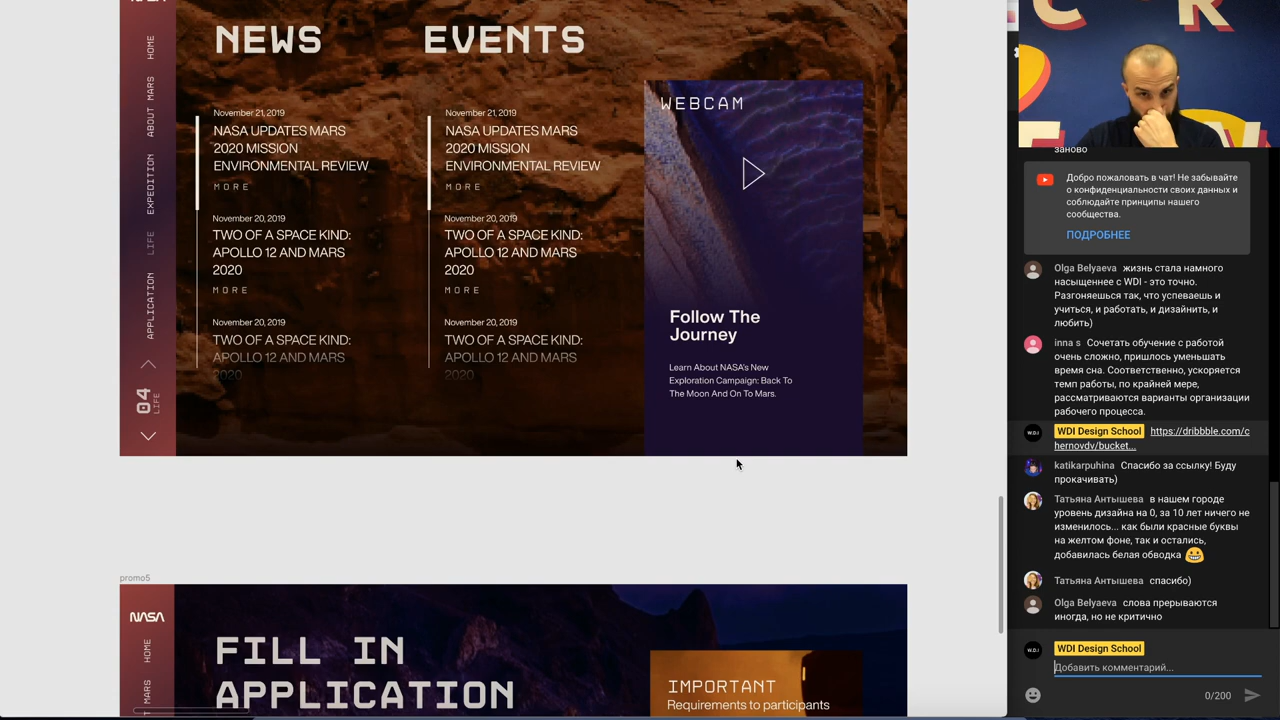 NASA
HOME
ABOUT MARS
EXPEDITION
LIFE
APPLICATION
04
LIFE
NEWS
November 21, 2019
NASA UPDATES MARS
2020 MISSION
ENVIRONMENTAL REVIEW
MORE
November 20, 2019
TWO OF A SPACE KIND:
APOLLO 12 AND MARS
2020
MORE
November 20, 2019
TWO OF A SPACE KIND:
APOLLO 12 AND MARS
2020
EVENTS
November 21, 2019
NASA UPDATES MARS
2020 MISSION
ENVIRONMENTAL REVIEW
MORE
November 20, 2019
TWO OF A SPACE KIND:
APOLLO 12 AND MARS
2020
MORE
November 20, 2019
TWO OF A SPACE KIND:
APOLLO 12 AND MARS
2020
WEBCAM
Follow The
Journey
Learn About NASA's New
Exploration Campaign: Back To
The Moon And On To Mars.
promo5
NASA
HOME
T MARS
FILL IN
APPLICATION
IMPORTANT
Requirements to participants
заново
Добро пожаловать в чат! Не забывайте
о конфиденциальности своих данных и
соблюдайте принципы нашего
сообщества.
ПОДРОБНЕЕ
Olga Belyaeva жизнь стала намного
насыщеннее с WDI - это точно.
Разгоняешься так, что успеваешь и
учиться, и работать, и дизайнить, и
любить)
inna s Сочетать обучение с работой
очень сложно, пришлось уменьшать
время сна. Соответственно, ускоряется
темп работы, по крайней мере,
рассматриваются варианты организации
рабочего процесса.
W.D.I WDI Design School https://dribbble.com/c
hernovdv/bucket...
katikarpuhina Спасибо за ссылку! Буду
прокачивать)
Татьяна Антышева в нашем городе
уровень дизайна на 0, за 10 лет ничего не
изменилось... как были красные буквы
на желтом фоне, так и остались,
добавилась белая обводка
Татьяна Антышева спасибо)
Olga Belyaeva слова прерываются
иногда, но не критично
W.D.I WDI Design School
Добавить комментарий...
0/200